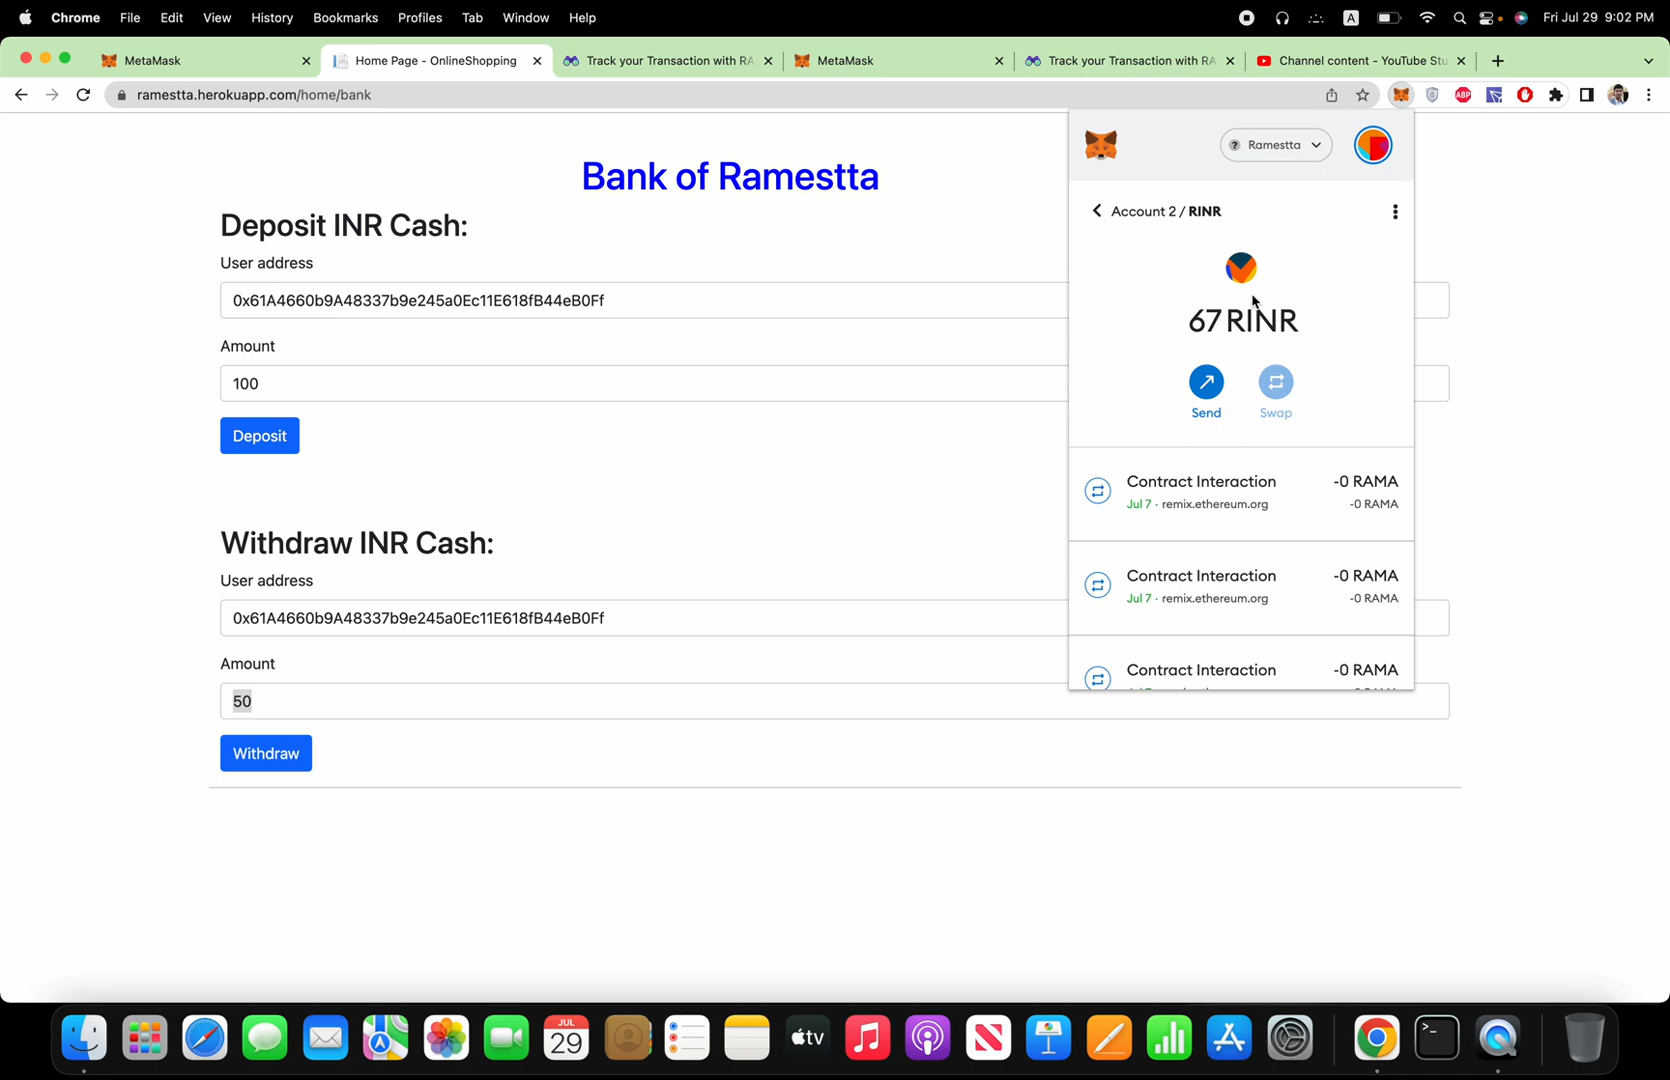 Chrome File Edit View History Bookmarks Profiles Tab Window Help
A
Fri Jul 29 9:02 PM
MetaMask
Home Page - OnlineShopping
Track your Transaction with RA
MetaMask
Track your Transaction with RA
Channel content - YouTube Stu
ramestta.herokuapp.com/home/bank
ABP
Bank of Ramestta
Deposit INR Cash:
User address
0x61A4660b9A48337b9e245a0Ec11E618fB44eB0Ff
Amount
100
Deposit
Withdraw INR Cash:
User address
0x61A4660b9A48337b9e245a0Ec11E618fB44eB0Ff
Amount
50
Withdraw
? Ramestta
Account 2 / RINR
67 RINR
Send
Swap
Contract Interaction -0 RAMA
Jul 7 · remix.ethereum.org -0 RAMA
Contract Interaction -0 RAMA
Jul 7 · remix.ethereum.org -0 RAMA
Contract Interaction -0 RAMA
JUL
29
tv